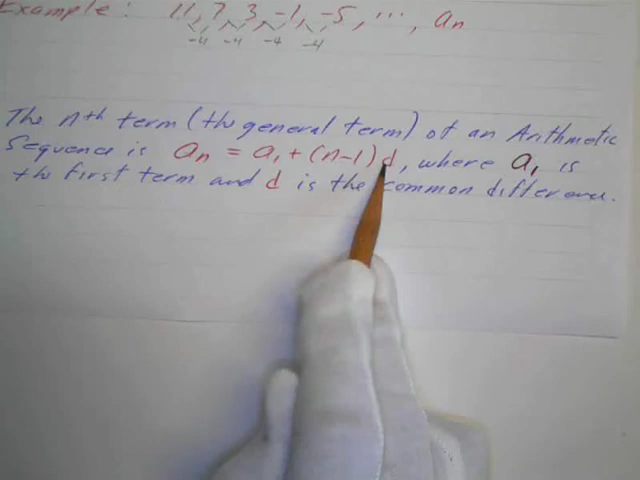 Example: 11, 7, 3, -1, -5, ..., an
-4 -4 -4 -4
The nth term (the general term) of an Arithmetic
Sequence is an = a1 + (n-1)d, where a1 is
the first term and d is the common difference.